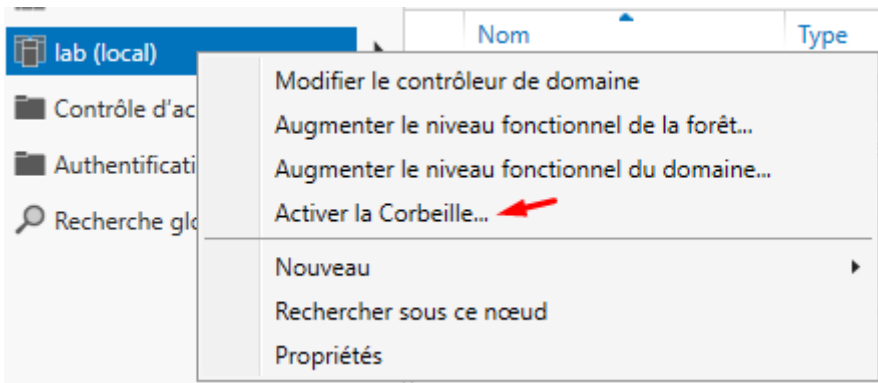 Nom Type
lab (local)
Modifier le contrôleur de domaine
Contrôle d'ac
Augmenter le niveau fonctionnel de la forêt...
Authentificati
Augmenter le niveau fonctionnel du domaine...
Recherche glo
Activer la Corbeille...
Nouveau
Rechercher sous ce nœud
Propriétés